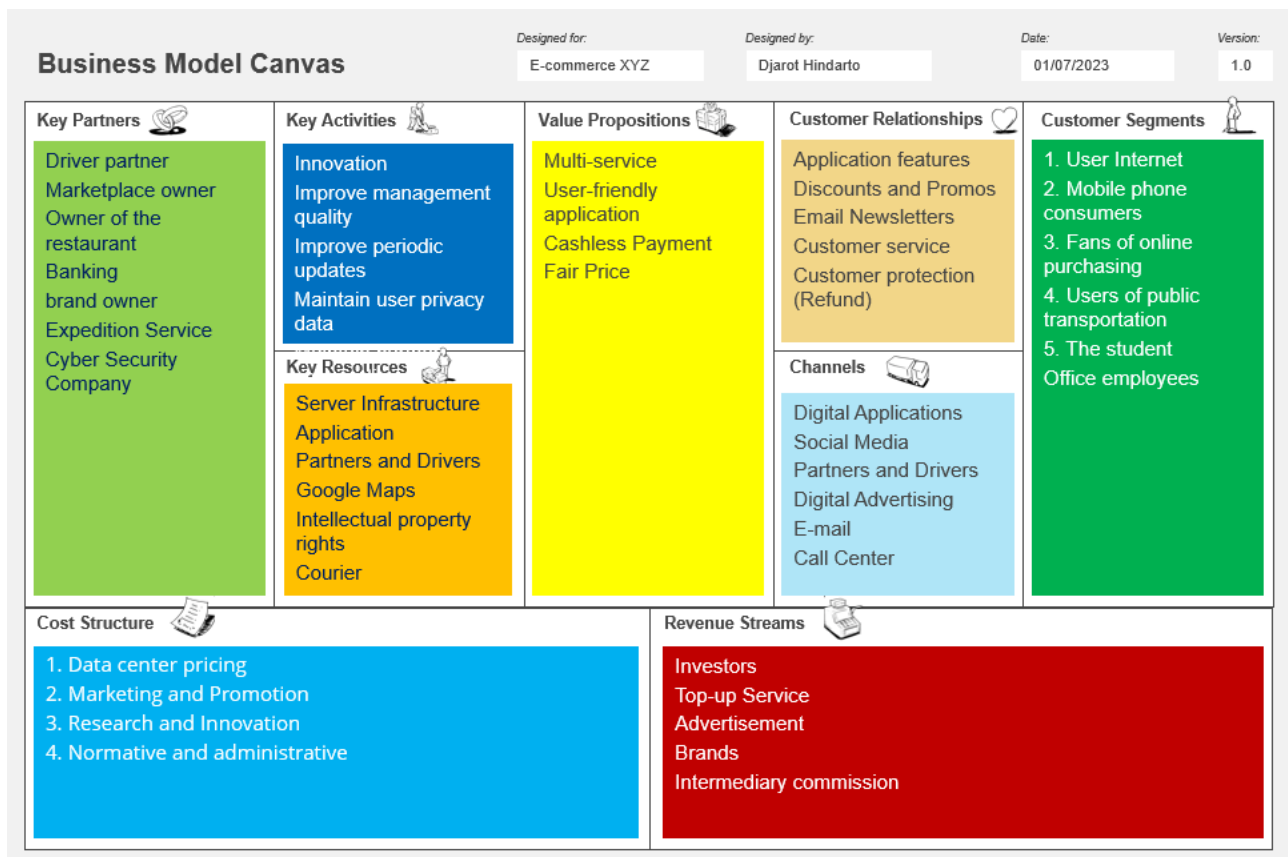 Designed for:
Designed by:
Date:
Version:
Business Model Canvas
E-commerce XYZ
Djarot Hindarto
01/07/2023
1.0
Key Partners
Driver partner
Marketplace owner
Owner of the
restaurant
Banking
brand owner
Expedition Service
Cyber Security
Company
Key Activities
Innovation
Improve management
quality
Improve periodic
updates
Maintain user privacy
data
Key Resources
Server Infrastructure
Application
Partners and Drivers
Google Maps
Intellectual property
rights
Courier
Value Propositions
Multi-service
User-friendly
application
Cashless Payment
Fair Price
Customer Relationships
Application features
Discounts and Promos
Email Newsletters
Customer service
Customer protection
(Refund)
Channels
Digital Applications
Social Media
Partners and Drivers
Digital Advertising
E-mail
Call Center
Customer Segments
1. User Internet
2. Mobile phone
consumers
3. Fans of online
purchasing
4. Users of public
transportation
5. The student
Office employees
Cost Structure
1. Data center pricing
2. Marketing and Promotion
3. Research and Innovation
4. Normative and administrative
Revenue Streams
Investors
Top-up Service
Advertisement
Brands
Intermediary commission